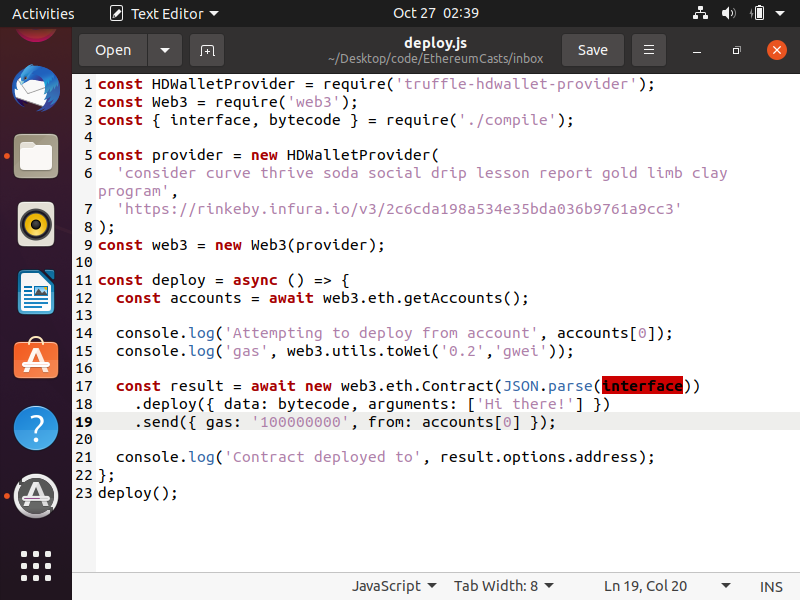 Activities
Text Editor
Oct 27 02:39
Open
deploy.js
~/Desktop/code/EthereumCasts/inbox
Save
1 const HDWalletProvider = require('truffle-hdwallet-provider');
2 const Web3 = require('web3');
3 const { interface, bytecode } = require('./compile');
4
5 const provider = new HDWalletProvider(
6   'consider curve thrive soda social drip lesson report gold limb clay
program',
7   'https://rinkeby.infura.io/v3/2c6cda198a534e35bda036b9761a9cc3'
8 );
9 const web3 = new Web3(provider);
10
11 const deploy = async () => {
12   const accounts = await web3.eth.getAccounts();
13
14   console.log('Attempting to deploy from account', accounts[0]);
15   console.log('gas', web3.utils.toWei('0.2','gwei'));
16
17   const result = await new web3.eth.Contract(JSON.parse(interface))
18     .deploy({ data: bytecode, arguments: ['Hi there!'] })
19     .send({ gas: '100000000', from: accounts[0] });
20
21   console.log('Contract deployed to', result.options.address);
22 };
23 deploy();
JavaScript
Tab Width: 8
Ln 19, Col 20
INS